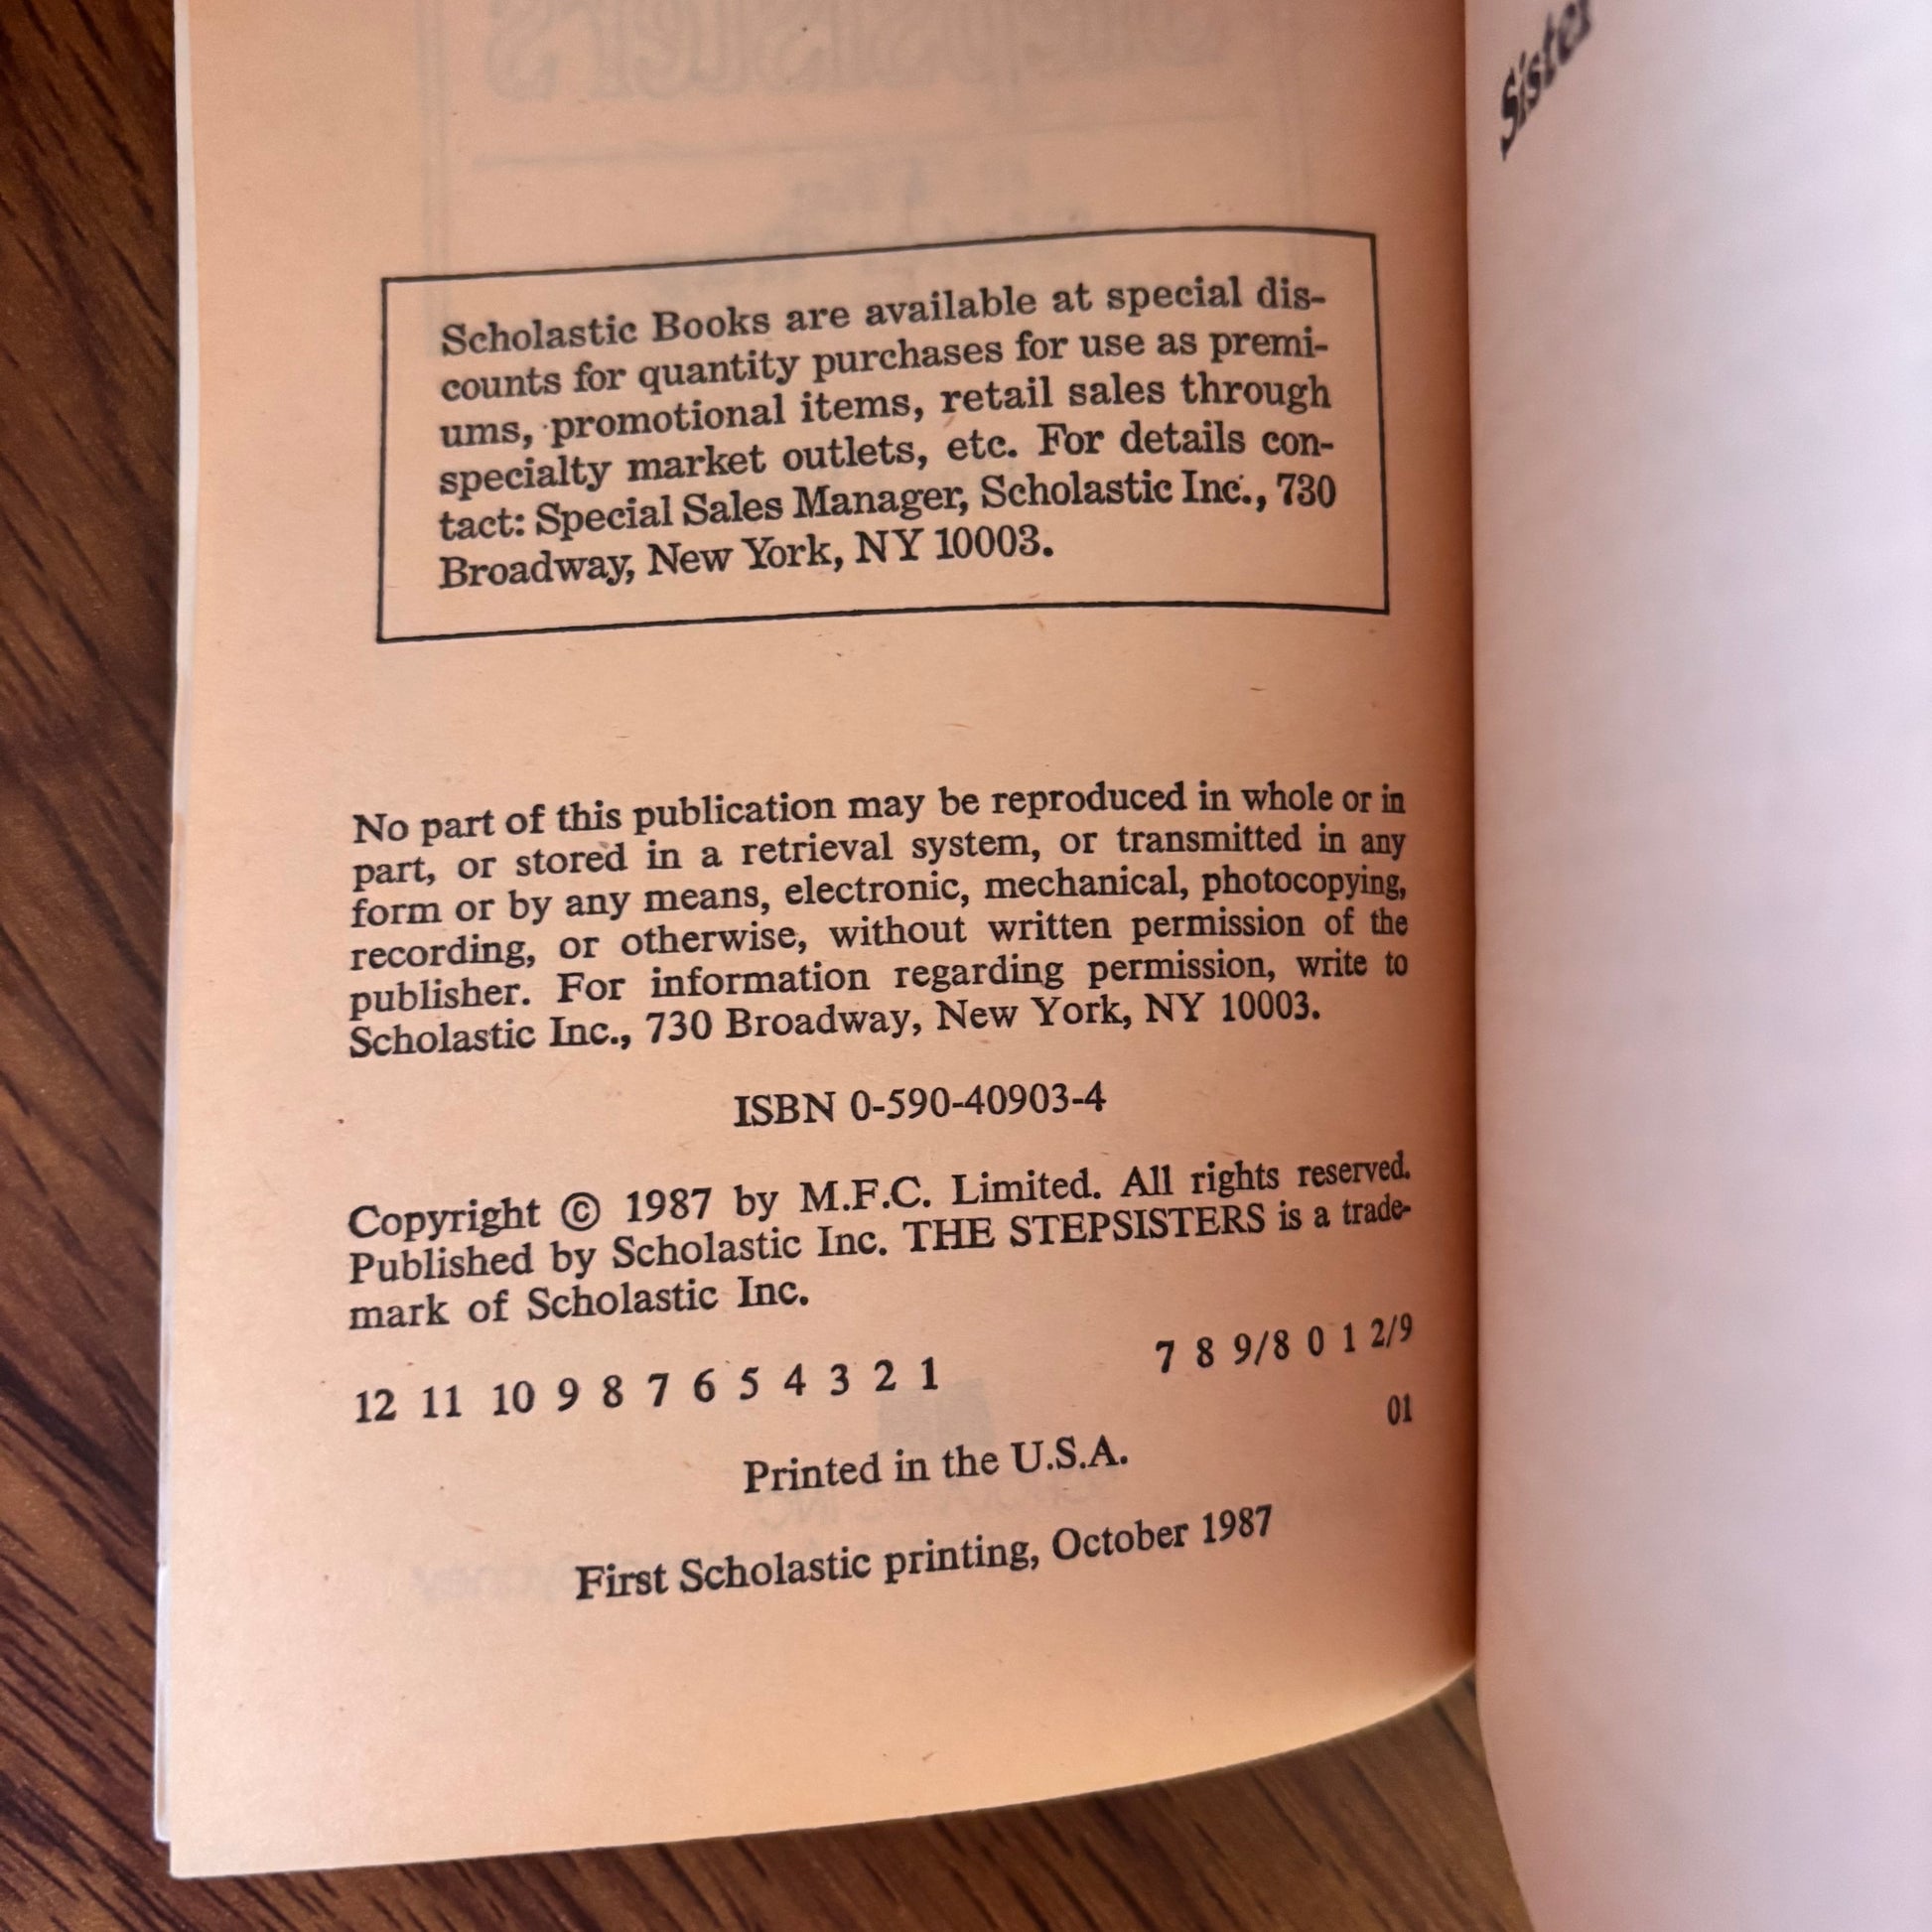 Sister
Scholastic Books are available at special dis-
counts for quantity purchases for use as premi-
ums, promotional items, retail sales through
specialty market outlets, etc. For details con-
tact: Special Sales Manager, Scholastic Inc., 730
Broadway, New York, NY 10003.
No part of this publication may be reproduced in whole or in
part, or stored in a retrieval system, or transmitted in any
form or by any means, electronic, mechanical, photocopying,
recording, or otherwise, without written permission of the
publisher. For information regarding permission, write to
Scholastic Inc., 730 Broadway, New York, NY 10003.
ISBN 0-590-40903-4
Copyright © 1987 by M.F.C. Limited. All rights reserved.
Published by Scholastic Inc. THE STEPSISTERS is a trade-
mark of Scholastic Inc.
12 11 10 9 8 7 6 5 4 3 2 1 7 8 9/8 0 1 2/9
01
Printed in the U.S.A.
First Scholastic printing, October 1987